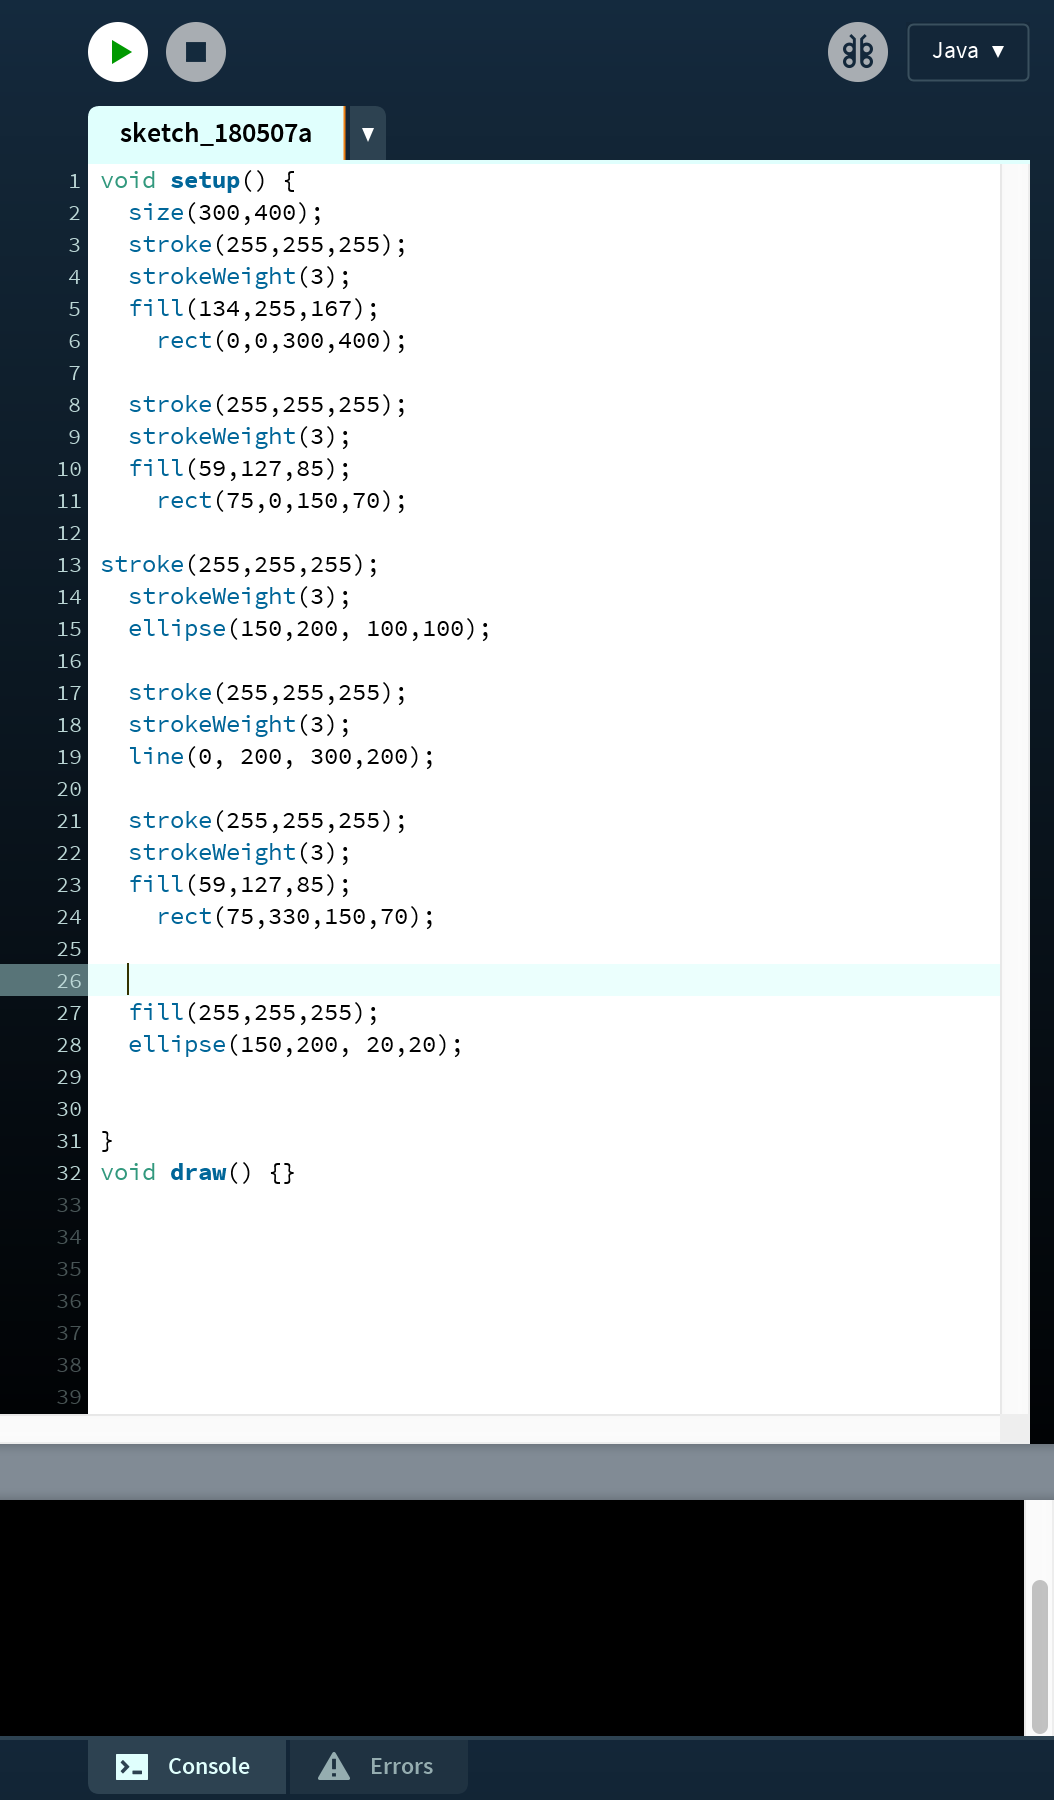 Java ▼
sketch_180507a ▼
1 void setup() {
2   size(300,400);
3   stroke(255,255,255);
4   strokeWeight(3);
5   fill(134,255,167);
6     rect(0,0,300,400);
7
8   stroke(255,255,255);
9   strokeWeight(3);
10   fill(59,127,85);
11     rect(75,0,150,70);
12
13 stroke(255,255,255);
14   strokeWeight(3);
15   ellipse(150,200, 100,100);
16
17   stroke(255,255,255);
18   strokeWeight(3);
19   line(0, 200, 300,200);
20
21   stroke(255,255,255);
22   strokeWeight(3);
23   fill(59,127,85);
24     rect(75,330,150,70);
25
26
27   fill(255,255,255);
28   ellipse(150,200, 20,20);
29
30
31 }
32 void draw() {}
33
34
35
36
37
38
39
Console Errors